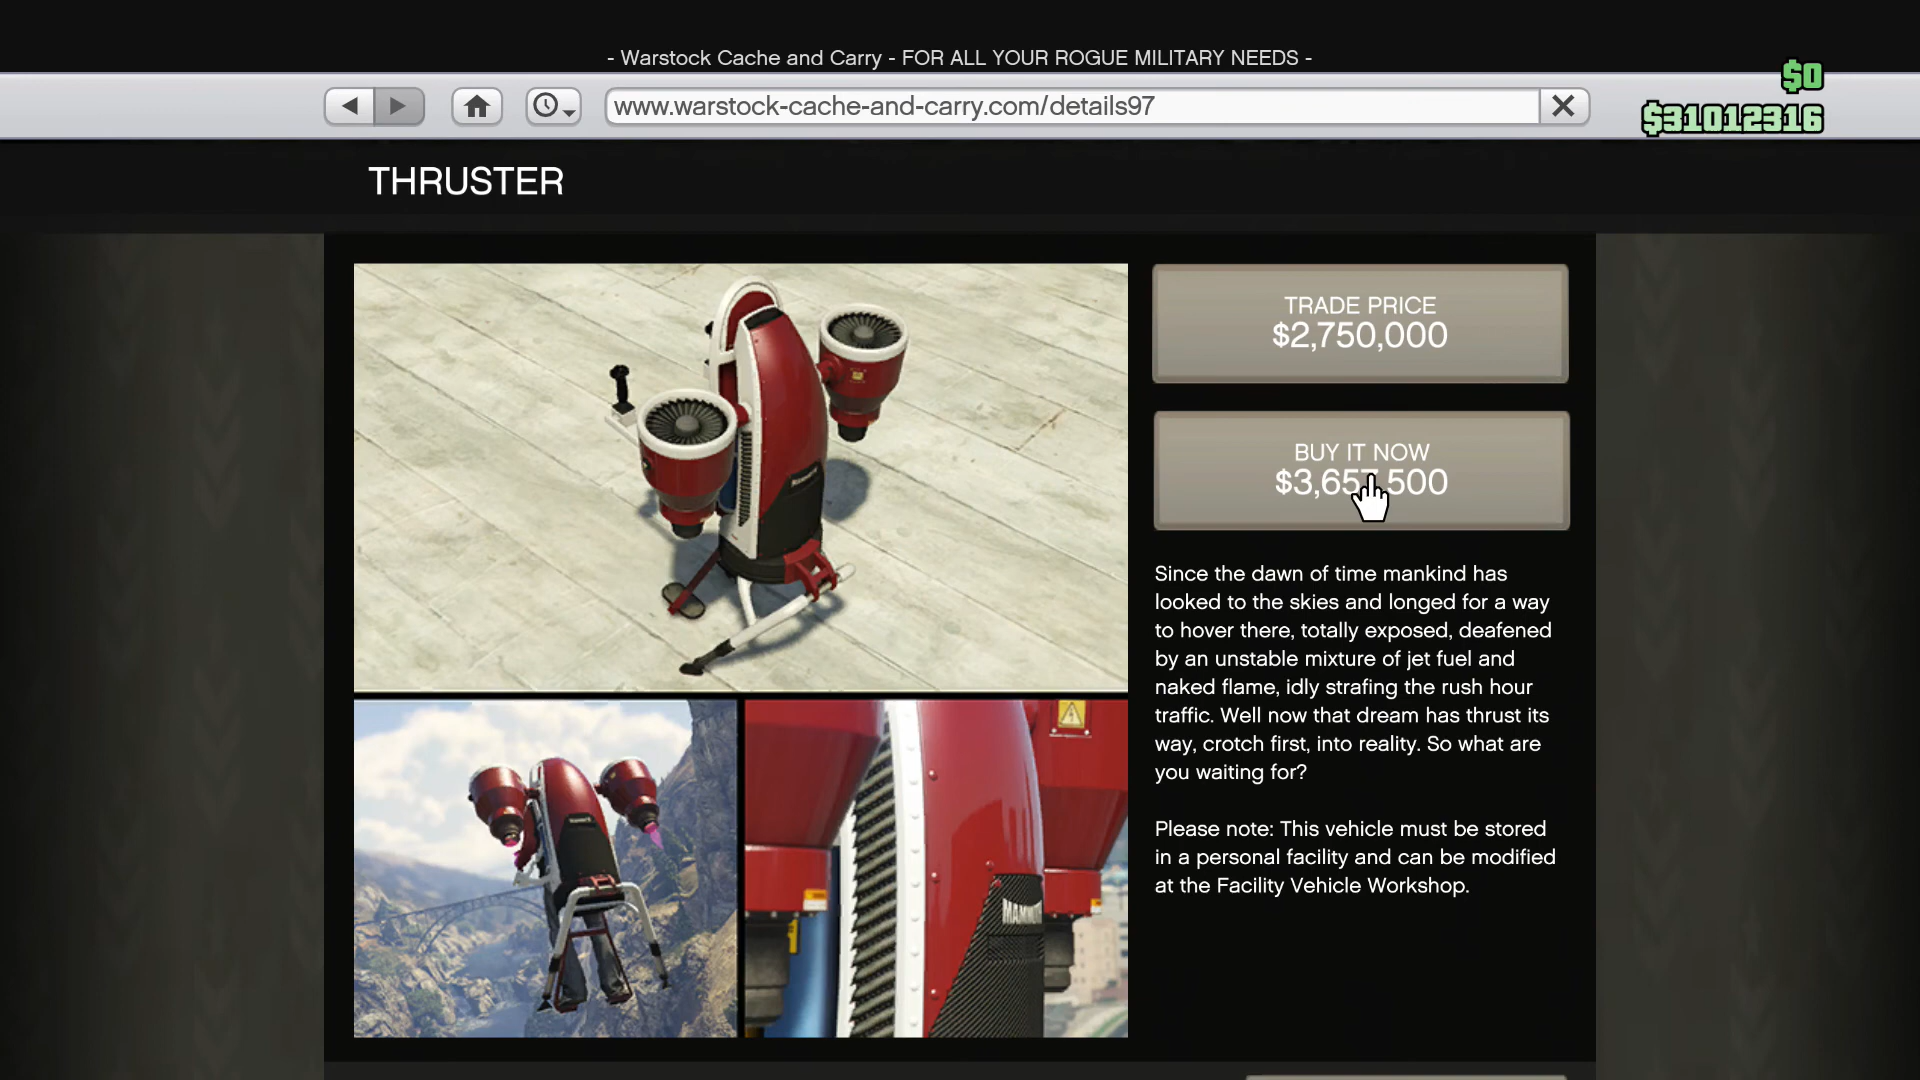 - Warstock Cache and Carry - FOR ALL YOUR ROGUE MILITARY NEEDS -
$0
www.warstock-cache-and-carry.com/details97
$31012316
THRUSTER
TRADE PRICE
$2,750,000
BUY IT NOW
$3,657,500
Since the dawn of time mankind has
looked to the skies and longed for a way
to hover there, totally exposed, deafened
by an unstable mixture of jet fuel and
naked flame, idly strafing the rush hour
traffic. Well now that dream has thrust its
way, crotch first, into reality. So what are
you waiting for?
Please note: This vehicle must be stored
in a personal facility and can be modified
at the Facility Vehicle Workshop.
MAMMOTH